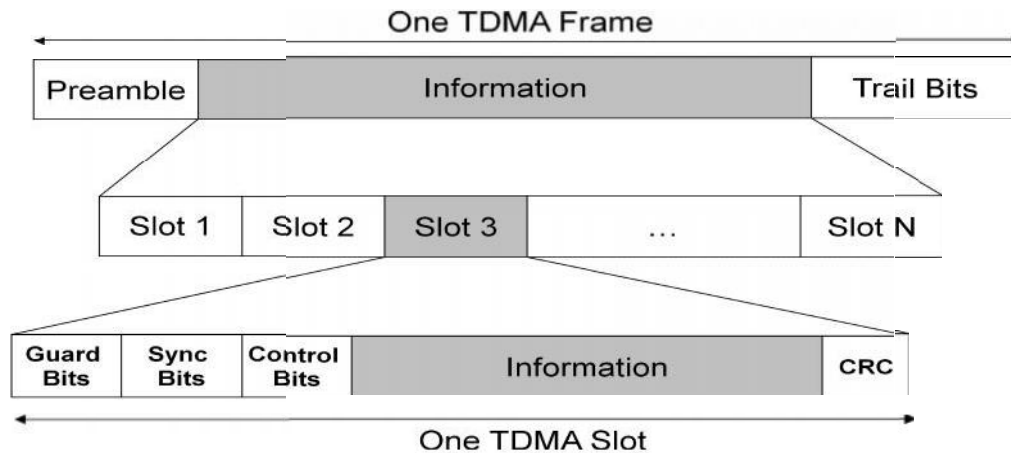 One TDMA Frame
Preamble Information Trail Bits
Slot 1 Slot 2 Slot 3 ... Slot N
Guard Bits Sync Bits Control Bits Information CRC
One TDMA Slot